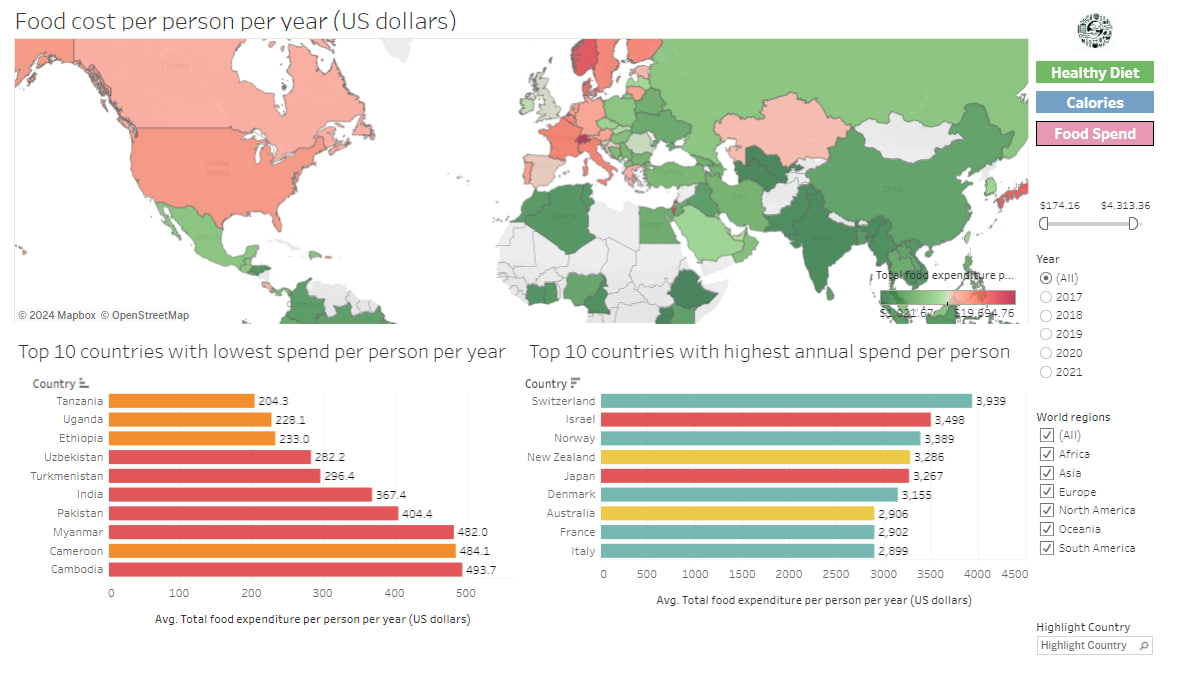 Food cost per person per year (US dollars)
Healthy Diet
Calories
Food Spend
$174.16 $4,313.36
Year
(All)
2017
2018
2019
2020
2021
World regions
(All)
Africa
Asia
Europe
North America
Oceania
South America
Highlight Country
Highlight Country
Canada
United
States
Mexico
Algeria
Egypt
Turkey
Iran
China
India
Total food expenditure p...
$19,694.76
© 2024 Mapbox © OpenStreetMap
Top 10 countries with lowest spend per person per year
Country
Tanzania 204.3
Uganda 228.1
Ethiopia 233.0
Uzbekistan 282.2
Turkmenistan 296.4
India 367.4
Pakistan 404.4
Myanmar 482.0
Cameroon 484.1
Cambodia 493.7
0 100 200 300 400 500
Avg. Total food expenditure per person per year (US dollars)
Top 10 countries with highest annual spend per person
Country
Switzerland 3,939
Israel 3,498
Norway 3,389
New Zealand 3,286
Japan 3,267
Denmark 3,155
Australia 2,906
France 2,902
Italy 2,899
0 500 1000 1500 2000 2500 3000 3500 4000 4500
Avg. Total food expenditure per person per year (US dollars)